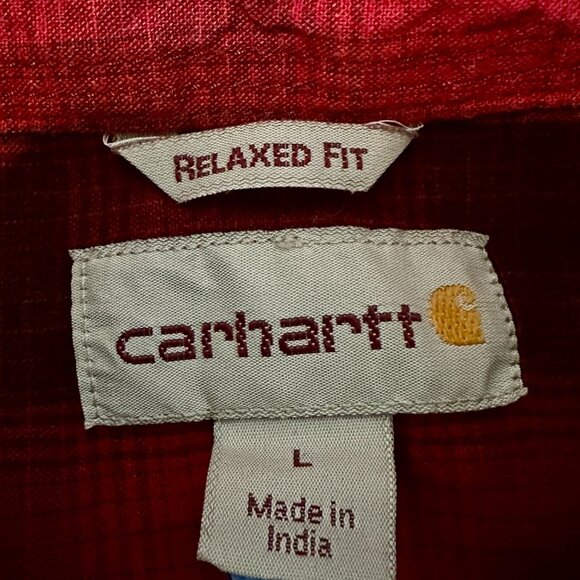 RELAXED FIT
carhartt
L
Made in
India